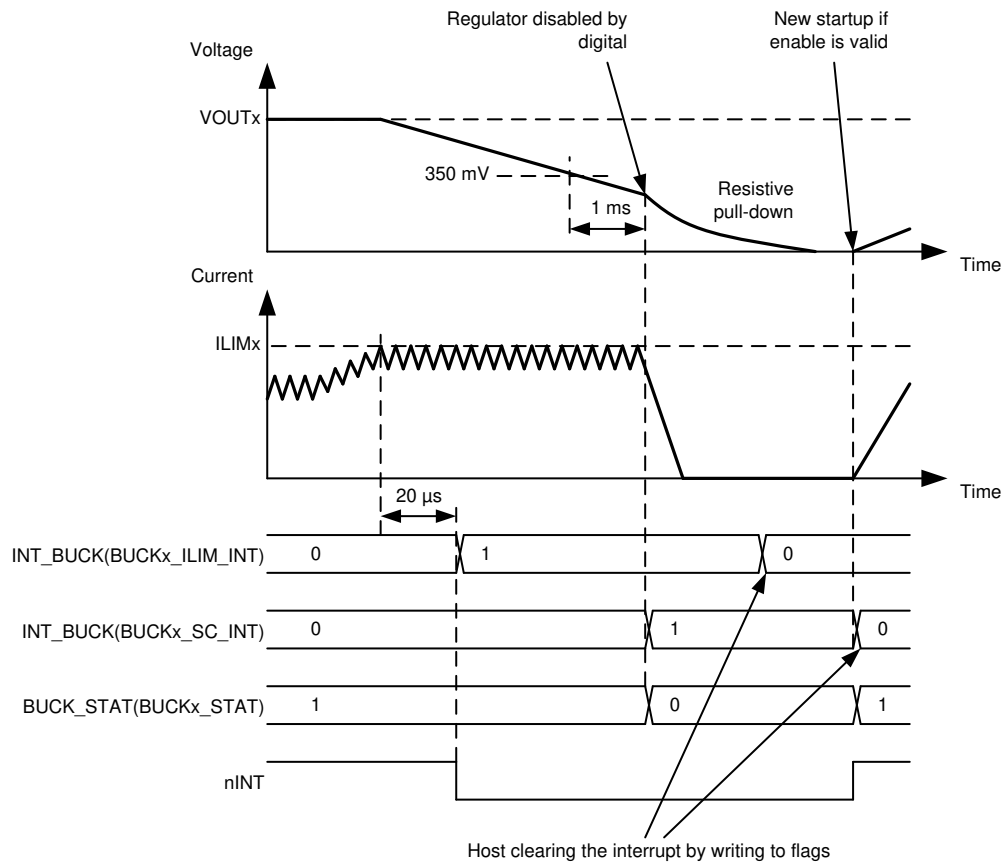 Regulator disabled by
digital
New startup if
enable is valid
Voltage
VOUTx
350 mV
1 ms
Resistive
pull-down
Time
Current
ILIMx
Time
20 µs
INT_BUCK(BUCKx_ILIM_INT)
0
1
0
INT_BUCK(BUCKx_SC_INT)
0
1
0
BUCK_STAT(BUCKx_STAT)
1
0
1
nINT
Host clearing the interrupt by writing to flags